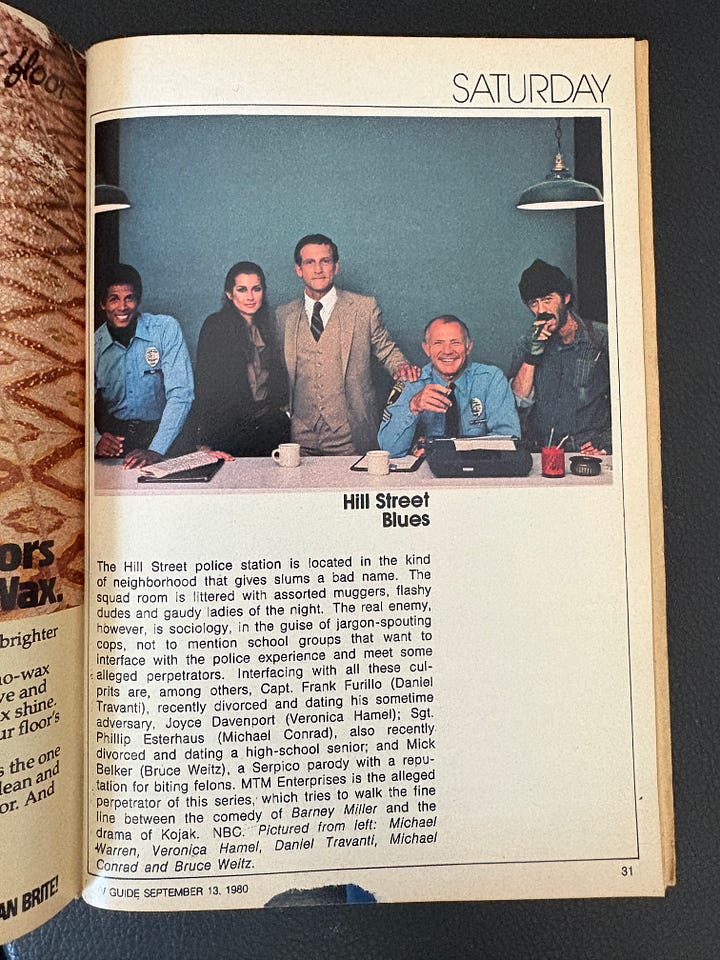 floor
ors
Wax.
brighter
no-wax
ve and
x shine.
ur floor's
s the one
lean and
or. And
AN BRITE!
SATURDAY
Hill Street
Blues
The Hill Street police station is located in the kind
of neighborhood that gives slums a bad name. The
squad room is littered with assorted muggers, flashy
dudes and gaudy ladies of the night. The real enemy,
however, is sociology, in the guise of jargon-spouting
cops, not to mention school groups that want to
interface with the police experience and meet some
alleged perpetrators. Interfacing with all these cul-
prits are, among others, Capt. Frank Furillo (Daniel
Travanti), recently divorced and dating his sometime
adversary, Joyce Davenport (Veronica Hamel); Sgt.
Phillip Esterhaus (Michael Conrad), also recently
divorced and dating a high-school senior; and Mick
Belker (Bruce Weitz), a Serpico parody with a repu-
tation for biting felons. MTM Enterprises is the alleged
perpetrator of this series, which tries to walk the fine
line between the comedy of Barney Miller and the
drama of Kojak. NBC. Pictured from left: Michael
Warren, Veronica Hamel, Daniel Travanti, Michael
Conrad and Bruce Weitz.
31
V GUIDE SEPTEMBER 13, 1980